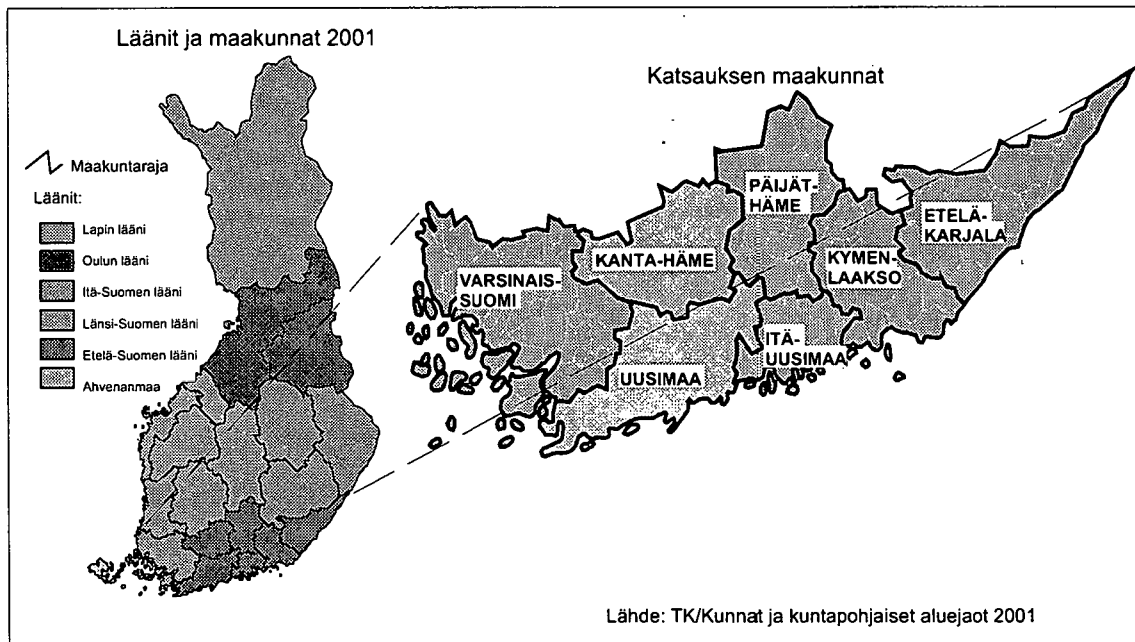 Läänit ja maakunnat 2001
Maakuntaraja
Läänit:
Lapin lääni
Oulun lääni
Itä-Suomen lääni
Länsi-Suomen lääni
Etelä-Suomen lääni
Ahvenanmaa
Katsauksen maakunnat
PÄIJÄT-
HÄME
ETELÄ-
KARJALA
KANTA-HÄME
KYMEN-
LAAKSO
VARSINAIS-
SUOMI
ITÄ-
UUSIMAA
UUSIMAA
Lähde: TK/Kunnat ja kuntapohjaiset aluejaot 2001